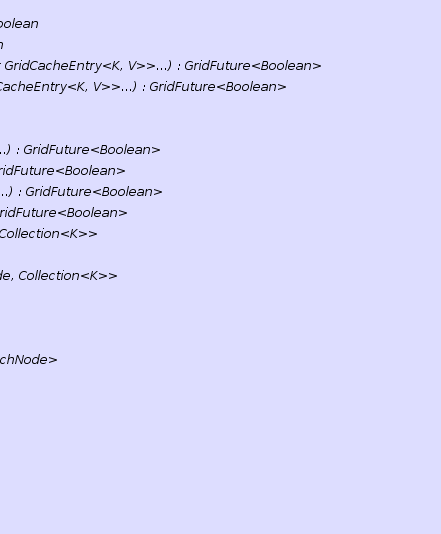 oolean
n
GridCacheEntry<K, V>>...) : GridFuture<Boolean>
CacheEntry<K, V>>...) : GridFuture<Boolean>
..) : GridFuture<Boolean>
ridFuture<Boolean>
...) : GridFuture<Boolean>
ridFuture<Boolean>
Collection<K>>
de, Collection<K>>
chNode>